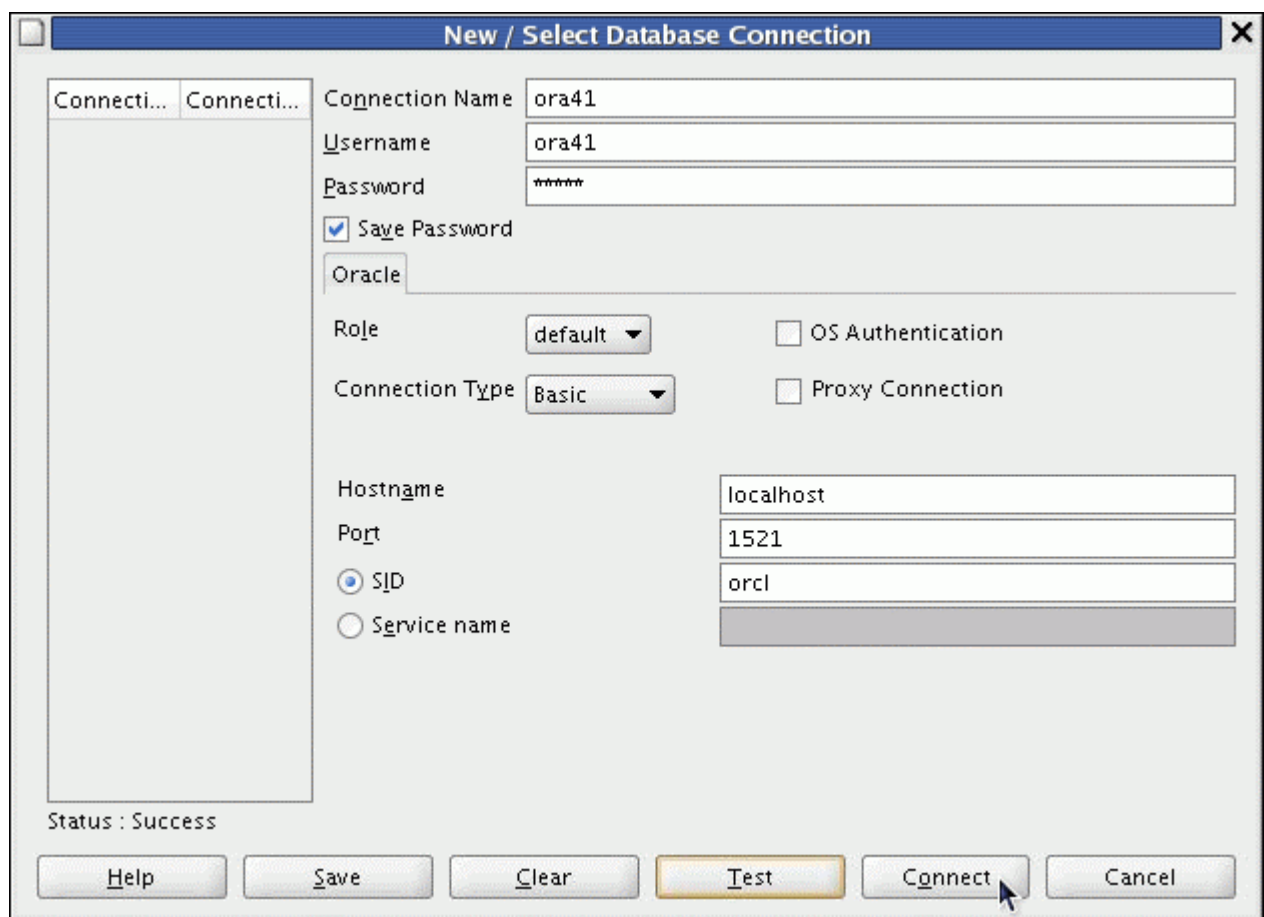 New / Select Database Connection
Connecti... Connecti...
Connection Name ora41
Username ora41
Password *****
Save Password
Oracle
Role default OS Authentication
Connection Type Basic Proxy Connection
Hostname localhost
Port 1521
SID orcl
Service name
Status : Success
Help Save Clear Test Connect Cancel